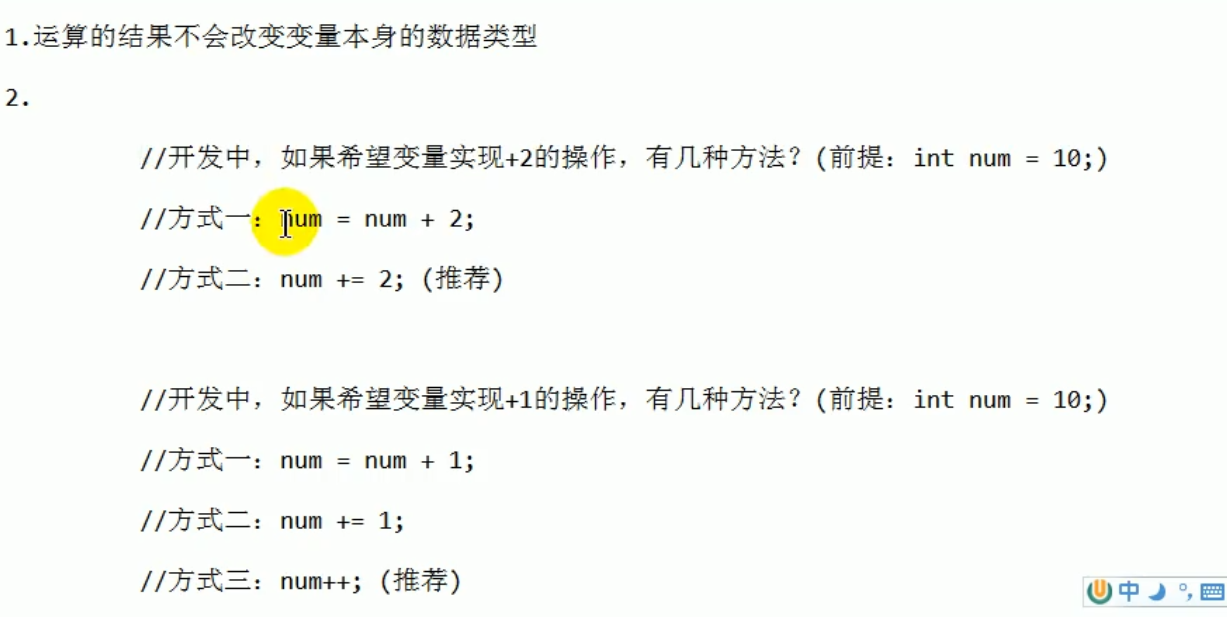 1.运算的结果不会改变变量本身的数据类型
2.
//开发中，如果希望变量实现+2的操作，有几种方法？(前提：int num = 10;)
//方式一：num = num + 2;
//方式二：num += 2; (推荐)
//开发中，如果希望变量实现+1的操作，有几种方法？(前提：int num = 10;)
//方式一：num = num + 1;
//方式二：num += 1;
//方式三：num++; (推荐)
中